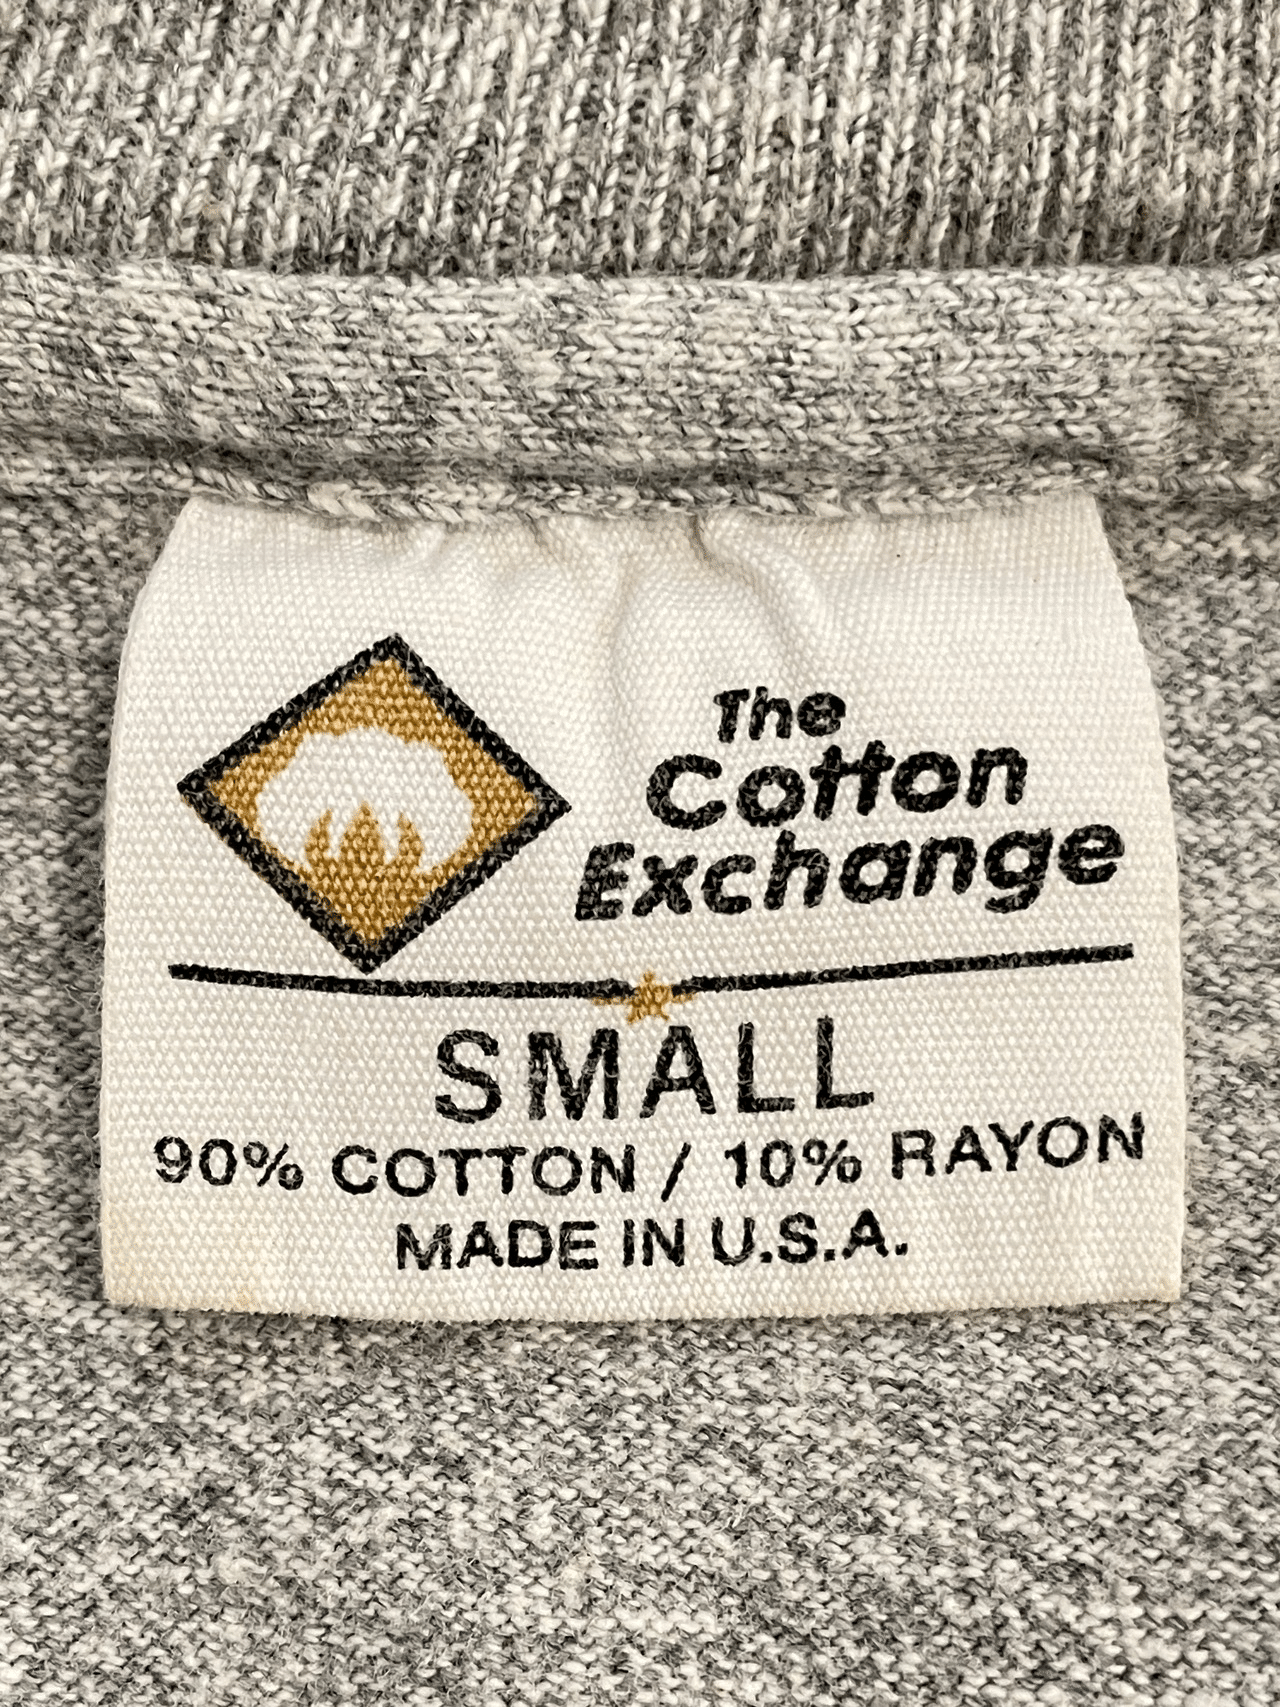 The
Cotton
Exchange
SMALL
90% COTTON / 10% RAYON
MADE IN U.S.A.